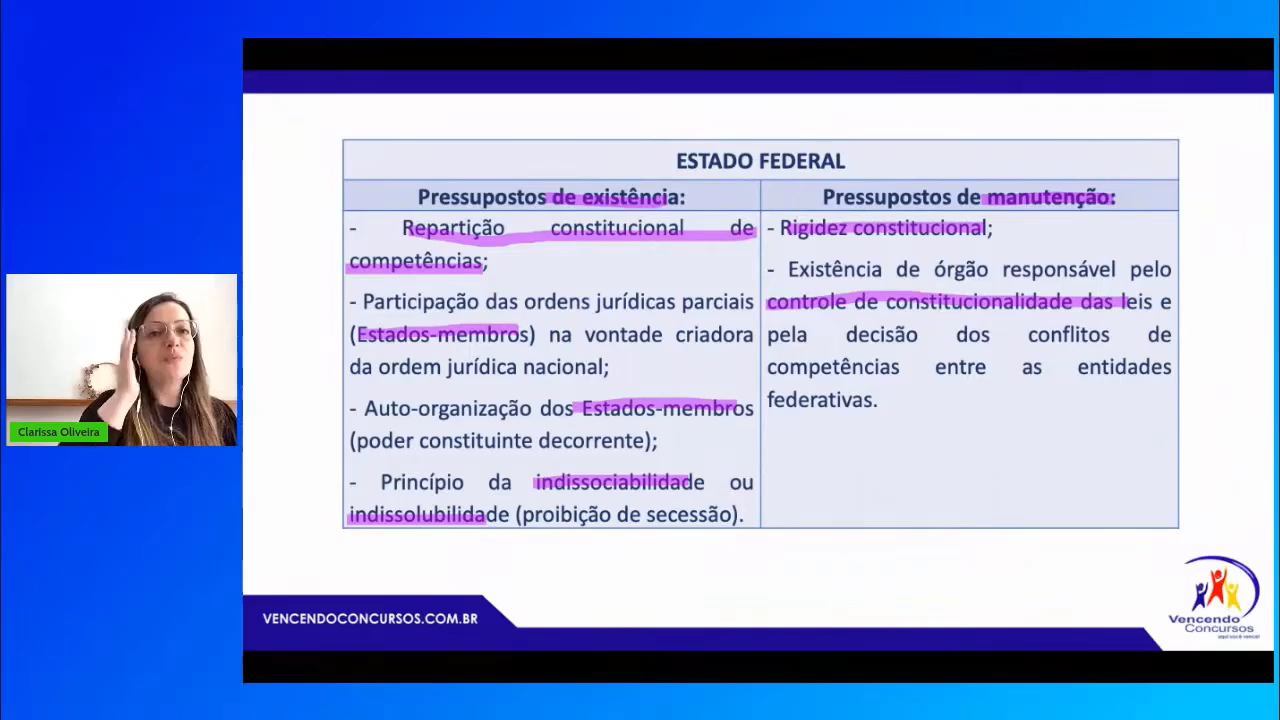 ESTADO FEDERAL
Pressupostos de existência:
- Repartição constitucional de
competências;
- Participação das ordens jurídicas parciais
(Estados-membros) na vontade criadora
da ordem jurídica nacional;
- Auto-organização dos Estados-membros
(poder constituinte decorrente);
- Princípio da indissociabilidade ou
indissolubilidade (proibição de secessão).
Pressupostos de manutenção:
- Rigidez constitucional;
- Existência de órgão responsável pelo
controle de constitucionalidade das leis e
pela decisão dos conflitos de
competências entre as entidades
federativas.
Clarissa Oliveira
VENCENDOCONCURSOS.COM.BR
Vencendo
Concursos
aqui você vence!